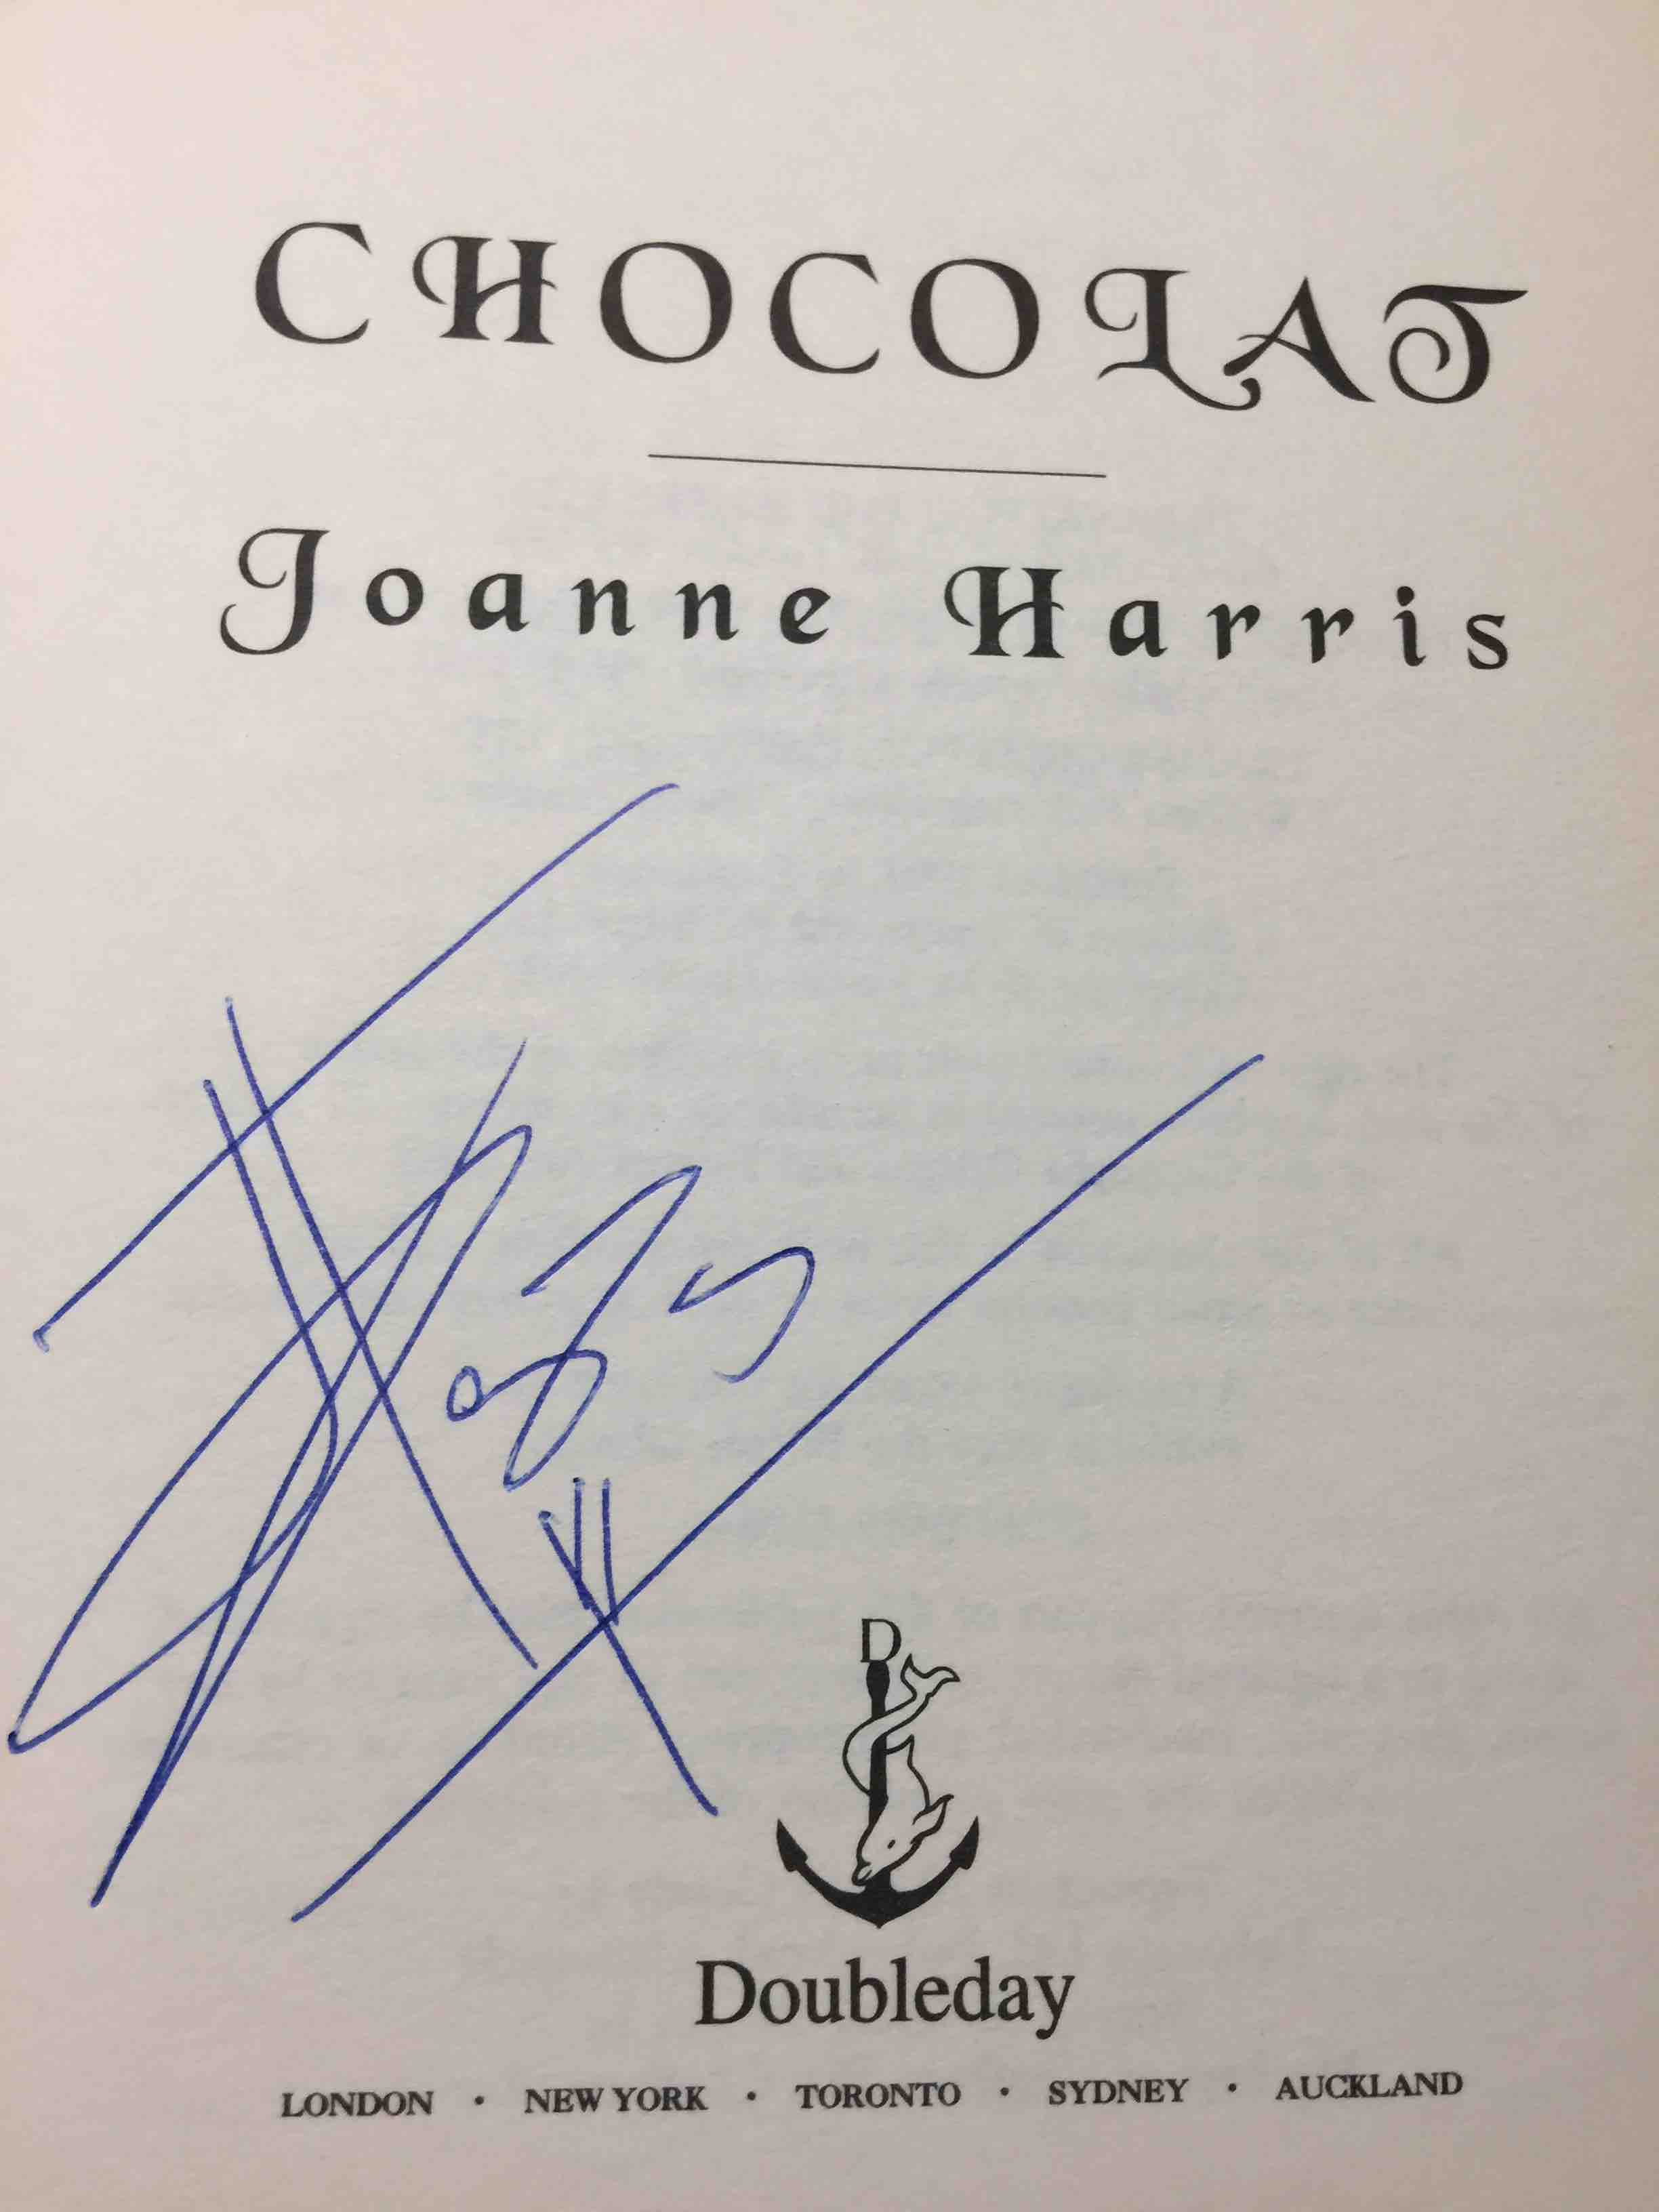 CHOCOLAT
Joanne Harris
D
Doubleday
LONDON · NEW YORK · TORONTO · SYDNEY · AUCKLAND